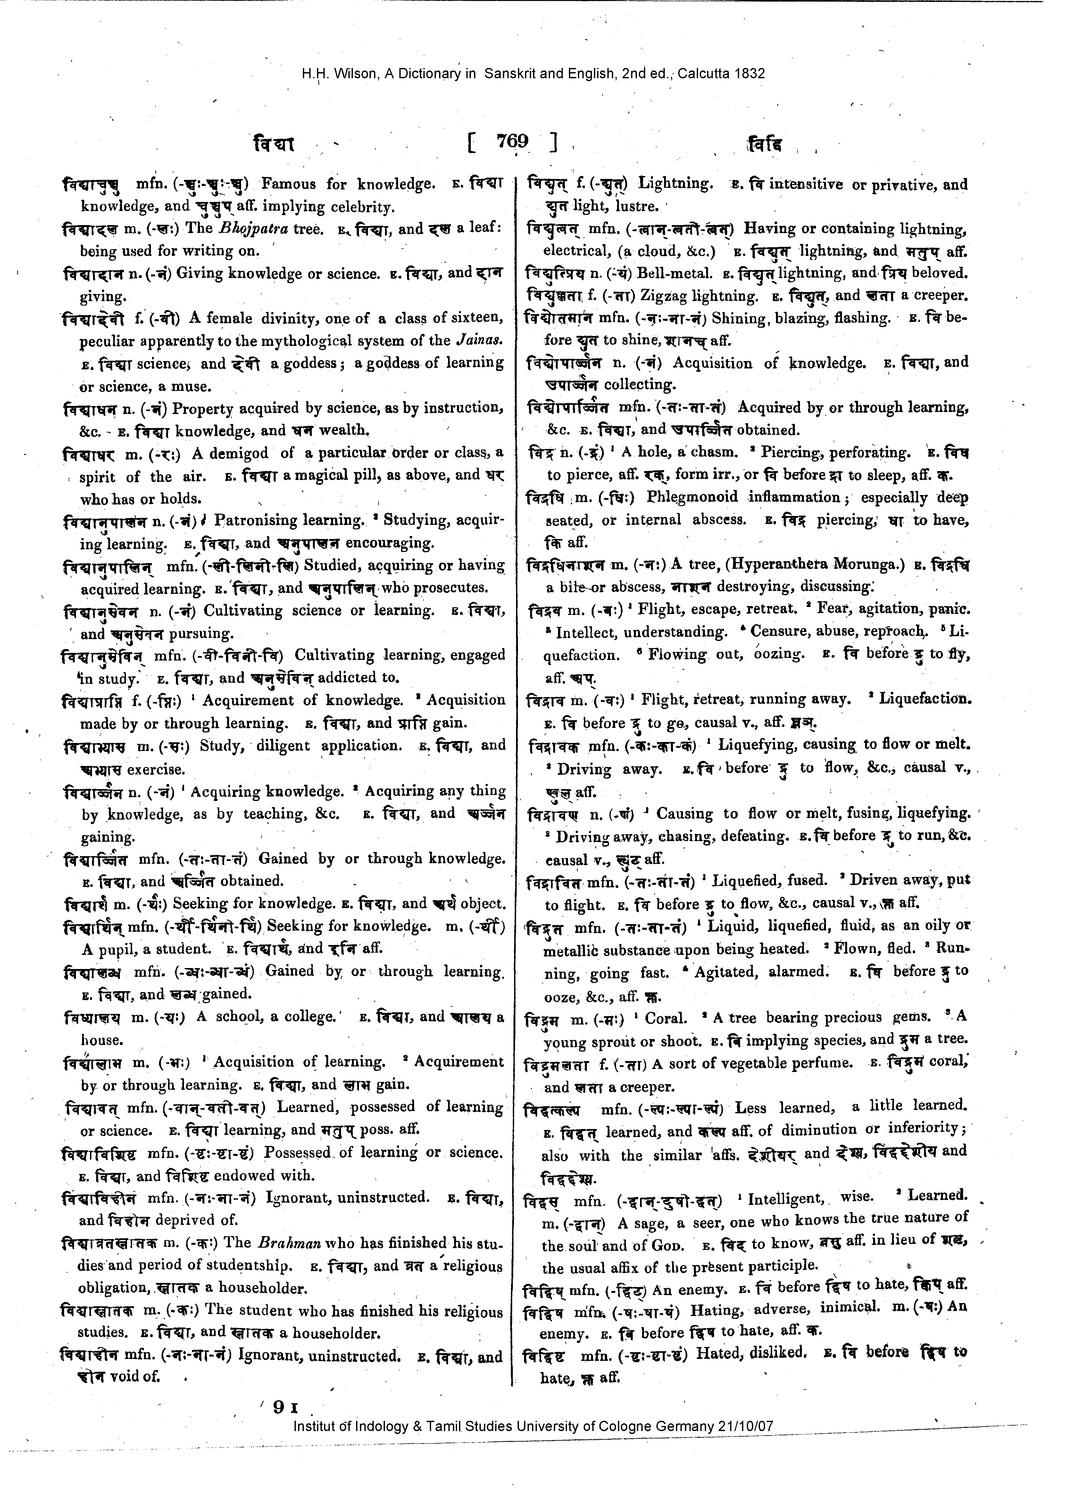 H.H. Wilson, A Dictionary in Sanskrit and English, 2nd ed., Calcutta 1832
विद्या [ 769 ] विद्वि
विद्याचुञ्चु mfn. (-ञ्चुः-ञ्चुः-ञ्चु) Famous for knowledge. E. विद्या
knowledge, and चुञ्चुप् aff. implying celebrity.
विद्यादल m. (-लः) The Bhojpatra tree. E. विद्या, and दल a leaf:
being used for writing on.
विद्यादान n. (-नं) Giving knowledge or science. E. विद्या, and दान
giving.
विद्यादेवी f. (-वी) A female divinity, one of a class of sixteen,
peculiar apparently to the mythological system of the Jainas.
E. विद्या science, and देवी a goddess; a goddess of learning
or science, a muse.
विद्याधन n. (-नं) Property acquired by science, as by instruction,
&c. E. विद्या knowledge, and धन wealth.
विद्याधर m. (-रः) A demigod of a particular order or class, a
spirit of the air. E. विद्या a magical pill, as above, and धर
who has or holds.
विद्यानुपालन n. (-नं) 1 Patronising learning. 2 Studying, acquir-
ing learning. E. विद्या, and अनुपालन encouraging.
विद्यानुपालिन् mfn. (-ली-लिनी-लि) Studied, acquiring or having
acquired learning. E. विद्या, and अनुपालिन् who prosecutes.
विद्यानुसेवन n. (-नं) Cultivating science or learning. E. विद्या,
and अनुसेवन pursuing.
विद्यानुसेविन् mfn. (-वी-विनी-वि) Cultivating learning, engaged
in study. E. विद्या, and अनुसेविन् addicted to.
विद्याप्राप्ति f. (-प्तिः) 1 Acquirement of knowledge. 2 Acquisition
made by or through learning. E. विद्या, and प्राप्ति gain.
विद्याभ्यास m. (-सः) Study, diligent application. E. विद्या, and
अभ्यास exercise.
विद्यार्ज्जन n. (-नं) 1 Acquiring knowledge. 2 Acquiring any thing
by knowledge, as by teaching, &c. E. विद्या, and अर्ज्जन
gaining.
विद्यार्ज्जित mfn. (-तः-ता-तं) Gained by or through knowledge.
E. विद्या, and अर्ज्जित obtained.
विद्यार्थ m. (-र्थः) Seeking for knowledge. E. विद्या, and अर्थ object.
विद्यार्थिन् mfn. (-र्थी-र्थिनी-र्थि) Seeking for knowledge. m. (-र्थी)
A pupil, a student. E. विद्यार्थ, and इनि aff.
विद्यालब्ध mfn. (-ब्धः-ब्धा-ब्धं) Gained by or through learning.
E. विद्या, and लब्ध gained.
विद्यालय m. (-यः) A school, a college. E. विद्या, and आलय a
house.
विद्यालाभ m. (-भः) 1 Acquisition of learning. 2 Acquirement
by or through learning. E. विद्या, and लाभ gain.
विद्यावत् mfn. (-वान्-वती-वत्) Learned, possessed of learning
or science. E. विद्या learning, and मतुप् poss. aff.
विद्याविशिष्ट mfn. (-ष्टः-ष्टा-ष्टं) Possessed of learning or science.
E. विद्या, and विशिष्ट endowed with.
विद्याविहीन mfn. (-नः-ना-नं) Ignorant, uninstructed. E. विद्या,
and विहीन deprived of.
विद्याव्रतस्नातक m. (-कः) The Brahman who has fiinished his stu-
dies and period of studentship. E. विद्या, and व्रत a religious
obligation, स्नातक a householder.
विद्यास्नातक m. (-कः) The student who has finished his religious
studies. E. विद्या, and स्नातक a householder.
विद्याहीन mfn. (-नः-ना-नं) Ignorant, uninstructed. E. विद्या, and
हीन void of.
9 I
विद्युत् f. (-द्युत्) Lightning. E. वि intensitive or privative, and
द्युत light, lustre.
विद्युत्वत् mfn. (-त्वान्-त्वती-त्वत्) Having or containing lightning,
electrical, (a cloud, &c.) E. विद्युत् lightning, and मतुप् aff.
विद्युत्प्रिय n. (-यं) Bell-metal. E. विद्युत् lightning, and प्रिय beloved.
विद्युल्लता f. (-ता) Zigzag lightning. E. विद्युत्, and लता a creeper.
विद्योतमान mfn. (-नः-ना-नं) Shining, blazing, flashing. E. वि be-
fore द्युत to shine, शानच् aff.
विद्योपार्ज्जन n. (-नं) Acquisition of knowledge. E. विद्या, and
उपार्ज्जन collecting.
विद्योपार्ज्जित mfn. (-तः-ता-तं) Acquired by or through learning,
&c. E. विद्या, and उपार्ज्जित obtained.
विद्र n. (-द्रं) 1 A hole, a chasm. 2 Piercing, perforating. E. विध
to pierce, aff. रक्, form irr., or वि before द्रा to sleep, aff. क.
विद्रधि m. (-धिः) Phlegmonoid inflammation; especially deep
seated, or internal abscess. E. विद्र piercing, धा to have,
कि aff.
विद्रधिनाशन m. (-नः) A tree, (Hyperanthera Morunga.) E. विद्रधि
a bite or abscess, नाशन destroying, discussing.
विद्रव m. (-वः) 1 Flight, escape, retreat. 2 Fear, agitation, panic.
3 Intellect, understanding. 4 Censure, abuse, reproach. 5 Li-
quefaction. 6 Flowing out, oozing. E. वि before द्रु to fly,
aff. अप्.
विद्राव m. (-वः) 1 Flight, retreat, running away. 2 Liquefaction.
E. वि before द्रु to go, causal v., aff. घञ्.
विद्रावक mfn. (-कः-का-कं) 1 Liquefying, causing to flow or melt.
2 Driving away. E. वि before द्रु to flow, &c., causal v.,
ण्वुल् aff.
विद्रावण n. (-णं) 1 Causing to flow or melt, fusing, liquefying.
2 Driving away, chasing, defeating. E. वि before द्रु to run, &c.
causal v., ल्युट् aff.
विद्रावित mfn. (-तः-ता-तं) 1 Liquefied, fused. 2 Driven away, put
to flight. E. वि before द्रु to flow, &c., causal v., क्त aff.
विद्रुत mfn. (-तः-ता-तं) 1 Liquid, liquefied, fluid, as an oily or
metallic substance upon being heated. 2 Flown, fled. 3 Run-
ning, going fast. 4 Agitated, alarmed. E. वि before द्रु to
ooze, &c., aff. क्त.
विद्रुम m. (-मः) 1 Coral. 2 A tree bearing precious gems. 3 A
young sprout or shoot. E. वि implying species, and द्रुम a tree.
विद्रुमलता f. (-ता) A sort of vegetable perfume. E. विद्रुम coral,
and लता a creeper.
विद्वत्कल्प mfn. (-ल्पः-ल्पा-ल्पं) Less learned, a little learned.
E. विद्वत् learned, and कल्प aff. of diminution or inferiority;
also with the similar affs. देशीयर् and देश्य, विद्वद्देशीय and
विद्वद्देश्य.
विद्वस् mfn. (-द्वान्-दुषी-द्वत्) 1 Intelligent, wise. 2 Learned.
m. (-द्वान्) A sage, a seer, one who knows the true nature of
the soul and of GOD. E. विद to know, वसु aff. in lieu of शतृ,
the usual affix of the present participle.
विद्विष् mfn. (-द्विट्) An enemy. E. वि before द्विष to hate, क्विप् aff.
विद्विष mfn. (-षः-षा-षं) Hating, adverse, inimical. m. (-षः) An
enemy. E. वि before द्विष to hate, aff. क.
विद्विष्ट mfn. (-ष्टः-ष्टा-ष्टं) Hated, disliked. E. वि before द्विष to
hate, क्त aff.
Institut of Indology & Tamil Studies University of Cologne Germany 21/10/07